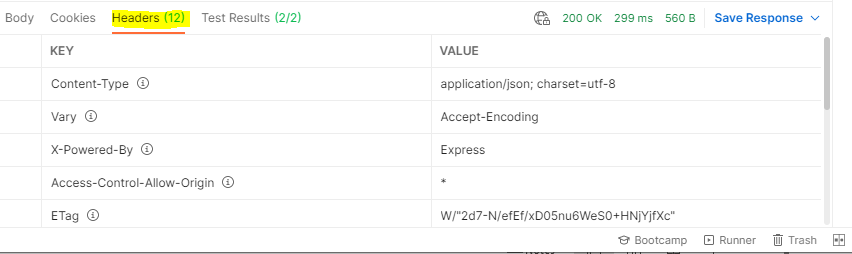 Body Cookies Headers (12) Test Results (2/2) 200 OK 299 ms 560 B Save Response
KEY VALUE
Content-Type application/json; charset=utf-8
Vary Accept-Encoding
X-Powered-By Express
Access-Control-Allow-Origin *
ETag W/"2d7-N/efEf/xD05nu6WeS0+HNjYjfXc"
Bootcamp Runner Trash